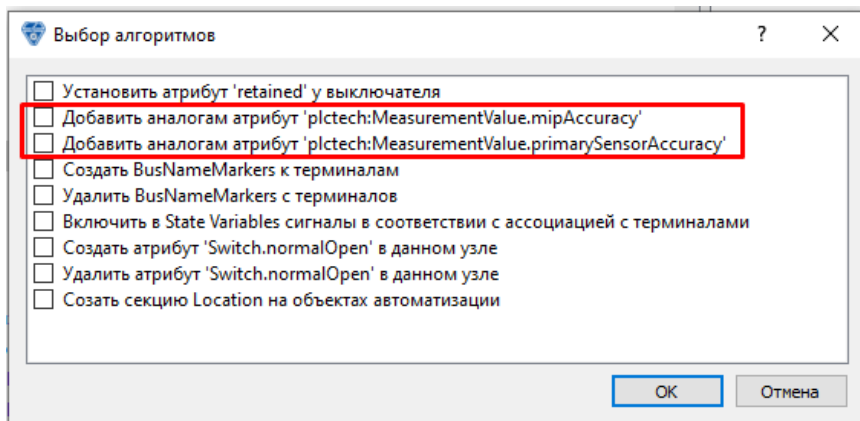 Выбор алгоритмов
?
Установить атрибут 'retained' у выключателя
Добавить аналогам атрибут 'plctech:MeasurementValue.mipAccuracy'
Добавить аналогам атрибут 'plctech:MeasurementValue.primarySensorAccuracy'
Создать BusNameMarkers к терминалам
Удалить BusNameMarkers с терминалов
Включить в State Variables сигналы в соответствии с ассоциацией с терминалами
Создать атрибут 'Switch.normalOpen' в данном узле
Удалить атрибут 'Switch.normalOpen' в данном узле
Созать секцию Location на объектах автоматизации
OK Отмена